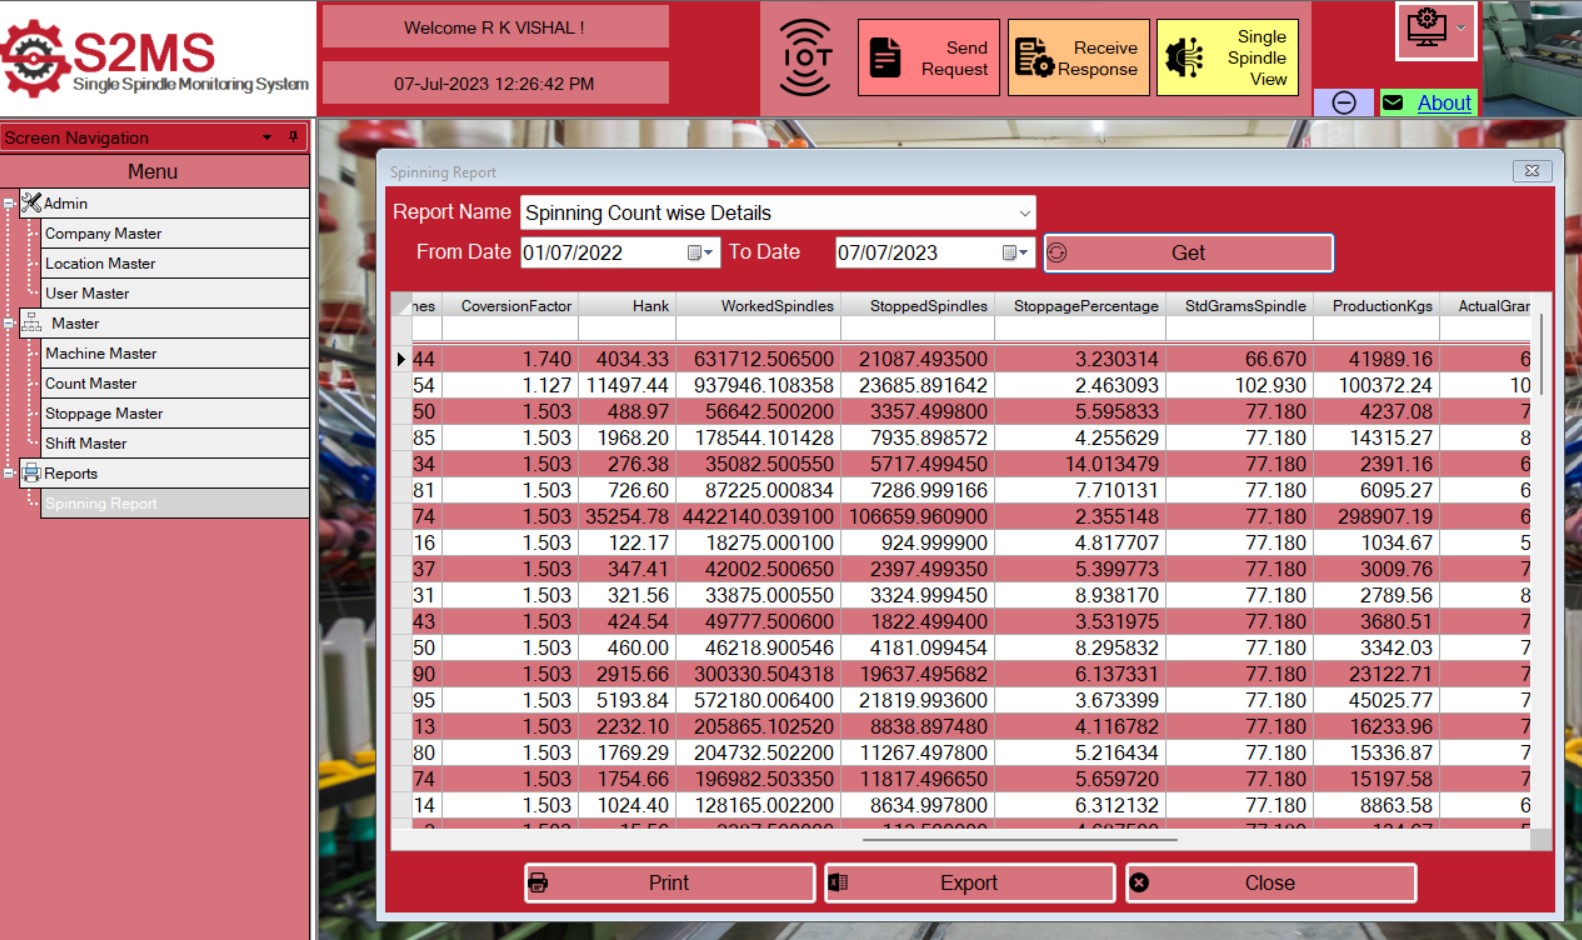 S2MS
Single Spindle Monitoring System
Welcome R K VISHAL !
07-Jul-2023 12:26:42 PM
IOT
Send Request
Receive Response
Single Spindle View
About
Screen Navigation
Menu
Admin
Company Master
Location Master
User Master
Master
Machine Master
Count Master
Stoppage Master
Shift Master
Reports
Spinning Report
Spinning Report
Report Name Spinning Count wise Details
From Date 01/07/2022 To Date 07/07/2023 Get
nes CoversionFactor Hank WorkedSpindles StoppedSpindles StoppagePercentage StdGramsSpindle ProductionKgs ActualGrar
44 1.740 4034.33 631712.506500 21087.493500 3.230314 66.670 41989.16 6
54 1.127 11497.44 937946.108358 23685.891642 2.463093 102.930 100372.24 10
50 1.503 488.97 56642.500200 3357.499800 5.595833 77.180 4237.08 7
85 1.503 1968.20 178544.101428 7935.898572 4.255629 77.180 14315.27 8
34 1.503 276.38 35082.500550 5717.499450 14.013479 77.180 2391.16 6
81 1.503 726.60 87225.000834 7286.999166 7.710131 77.180 6095.27 6
74 1.503 35254.78 4422140.039100 106659.960900 2.355148 77.180 298907.19 6
16 1.503 122.17 18275.000100 924.999900 4.817707 77.180 1034.67 5
37 1.503 347.41 42002.500650 2397.499350 5.399773 77.180 3009.76 7
31 1.503 321.56 33875.000550 3324.999450 8.938170 77.180 2789.56 8
43 1.503 424.54 49777.500600 1822.499400 3.531975 77.180 3680.51 7
50 1.503 460.00 46218.900546 4181.099454 8.295832 77.180 3342.03 7
90 1.503 2915.66 300330.504318 19637.495682 6.137331 77.180 23122.71 7
95 1.503 5193.84 572180.006400 21819.993600 3.673399 77.180 45025.77 7
13 1.503 2232.10 205865.102520 8838.897480 4.116782 77.180 16233.96 7
80 1.503 1769.29 204732.502200 11267.497800 5.216434 77.180 15336.87 7
74 1.503 1754.66 196982.503350 11817.496650 5.659720 77.180 15197.58 7
14 1.503 1024.40 128165.002200 8634.997800 6.312132 77.180 8863.58 6
Print Export Close